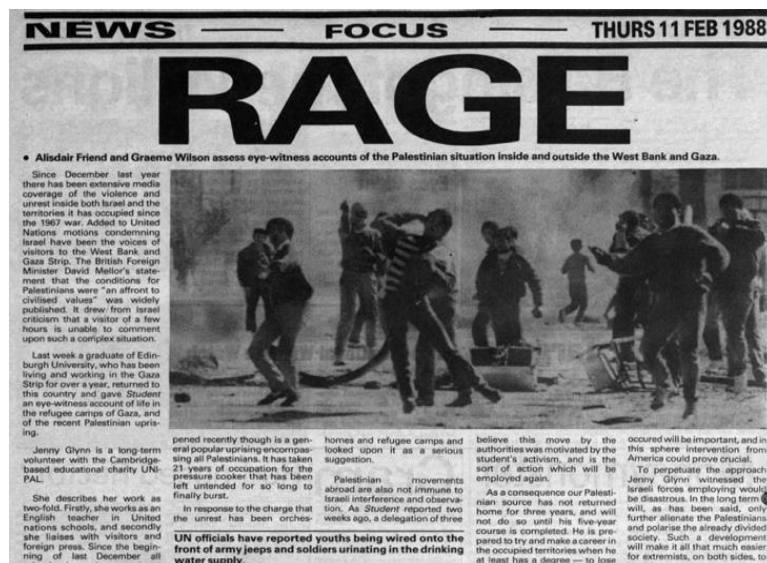 NEWS — FOCUS — THURS 11 FEB 1988
RAGE
• Alisdair Friend and Graeme Wilson assess eye-witness accounts of the Palestinian situation inside and outside the West Bank and Gaza.
Since December last year
there has been extensive media
coverage of the violence and
unrest inside both Israel and the
territories it has occupied since
the 1967 war. Added to United
Nations motions condemning
Israel have been the voices of
visitors to the West Bank and
Gaza Strip. The British Foreign
Minister David Mellor's state-
ment that the conditions for
Palestinians were "an affront to
civilised values" was widely
published. It drew from Israel
criticism that a visitor of a few
hours is unable to comment
upon such a complex situation.
Last week a graduate of Edin-
burgh University, who has been
living and working in the Gaza
Strip for over a year, returned to
this country and gave Student
an eye-witness account of life in
the refugee camps of Gaza, and
of the recent Palestinian upris-
ing.
Jenny Glynn is a long-term
volunteer with the Cambridge-
based educational charity UNI-
PAL.
She describes her work as
two-fold. Firstly, she works as an
English teacher in United
nations schools, and secondly
she liaises with visitors and
foreign press. Since the begin-
ning of last December all
pened recently though is a gen-
eral popular uprising encompas-
sing all Palestinians. It has taken
21 years of occupation for the
pressure cooker that has been
left untended for so long to
finally burst.
In response to the charge that
the unrest has been orches-
homes and refugee camps and
looked upon it as a serious
suggestion.
Palestinian movements
abroad are also not immune to
Israeli interference and observa-
tion. As Student reported two
weeks ago, a delegation of three
UN officials have reported youths being wired onto the
front of army jeeps and soldiers urinating in the drinking
water supply.
believe this move by the
authorities was motivated by the
student's activism, and is the
sort of action which will be
employed again.
As a consequence our Palesti-
nian source has not returned
home for three years, and will
not do so until his five-year
course is completed. He is pre-
pared to try and make a career in
the occupied territories when he
at least has a degree — to lose
occured will be important, and in
this sphere intervention from
America could prove crucial.
To perpetuate the approach
Jenny Glynn witnessed the
Israeli forces employing would
be disastrous. In the long term it
will, as has been said, only
further alienate the Palestinians
and polarise the already divided
society. Such a development
will make it all that much easier
for extremists, on both sides, to